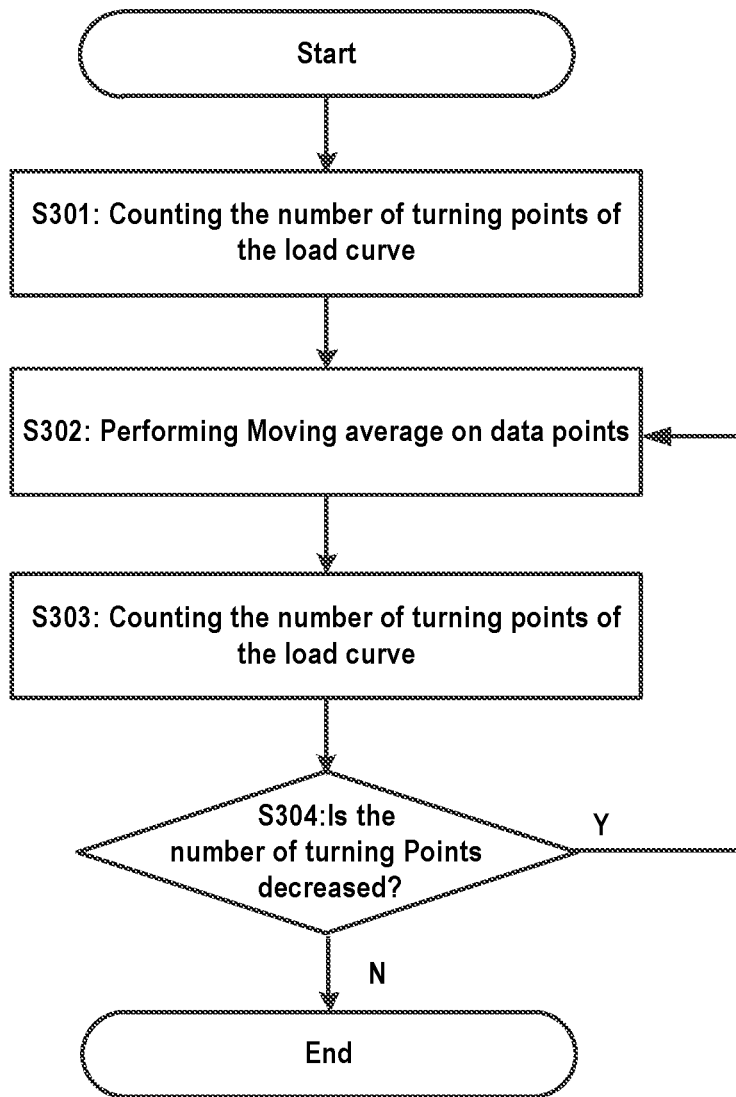 Start
S301: Counting the number of turning points of
the load curve
S302: Performing Moving average on data points
S303: Counting the number of turning points of
the load curve
S304:Is the
number of turning Points
decreased?
Y
N
End